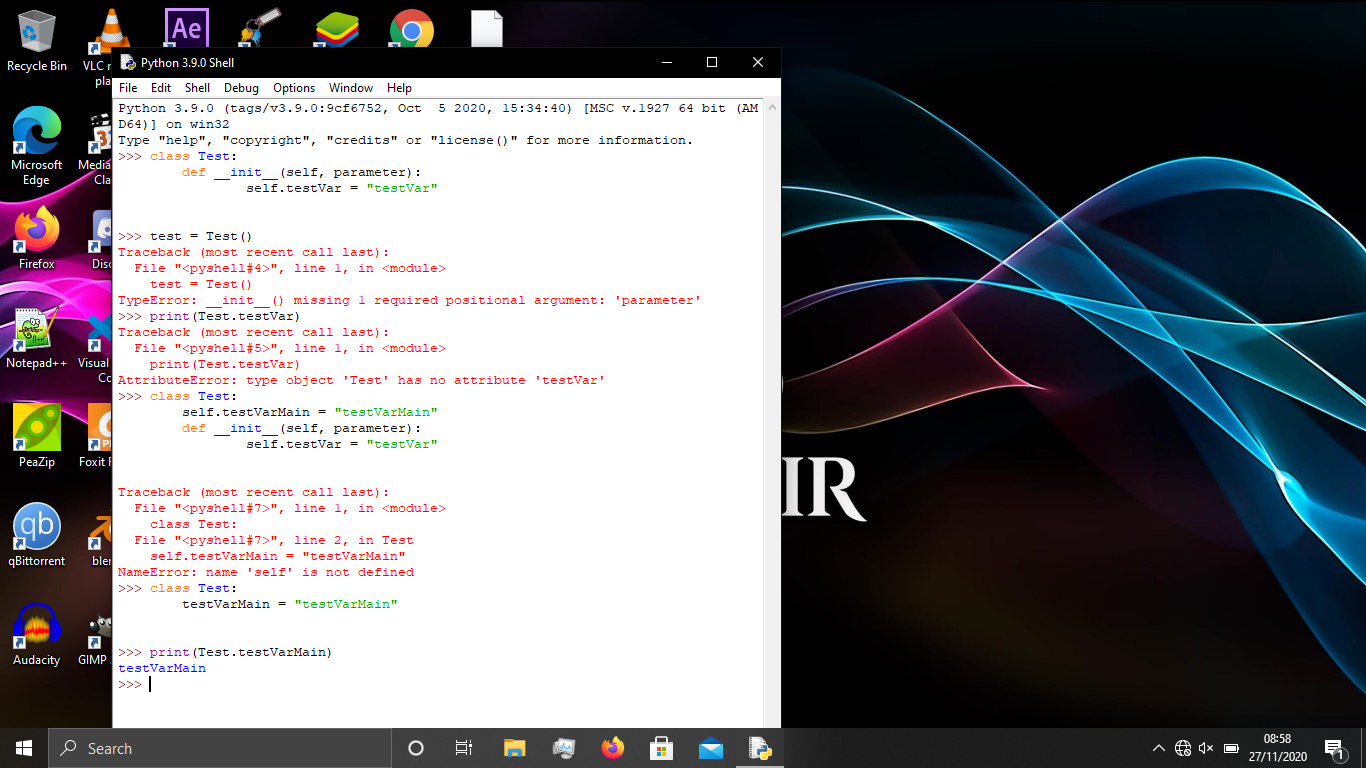 Recycle Bin
VLC
pla
Ae
Python 3.9.0 Shell
File Edit Shell Debug Options Window Help
Python 3.9.0 (tags/v3.9.0:9cf6752, Oct  5 2020, 15:34:40) [MSC v.1927 64 bit (AM
D64)] on win32
Type "help", "copyright", "credits" or "license()" for more information.
>>> class Test:
        def __init__(self, parameter):
                self.testVar = "testVar"
>>> test = Test()
Traceback (most recent call last):
  File "<pyshell#4>", line 1, in <module>
    test = Test()
TypeError: __init__() missing 1 required positional argument: 'parameter'
>>> print(Test.testVar)
Traceback (most recent call last):
  File "<pyshell#5>", line 1, in <module>
    print(Test.testVar)
AttributeError: type object 'Test' has no attribute 'testVar'
>>> class Test:
        self.testVarMain = "testVarMain"
        def __init__(self, parameter):
                self.testVar = "testVar"
Traceback (most recent call last):
  File "<pyshell#7>", line 1, in <module>
    class Test:
  File "<pyshell#7>", line 2, in Test
    self.testVarMain = "testVarMain"
NameError: name 'self' is not defined
>>> class Test:
        testVarMain = "testVarMain"
>>> print(Test.testVarMain)
testVarMain
>>>
Microsoft
Edge
Media
Cla
Firefox
Disc
Notepad++
Visual
Co
PeaZip
Foxit
qb
qBittorrent
blen
Audacity
GIMP
IR
Search
08:58
27/11/2020
1